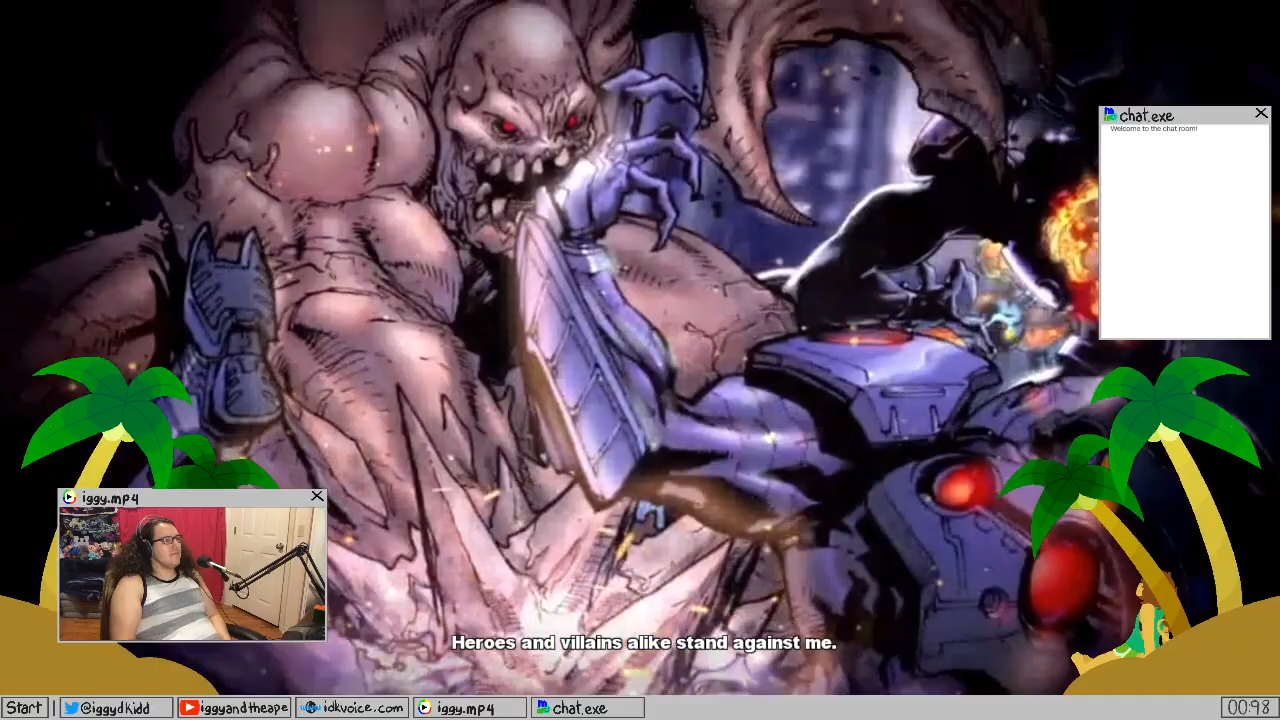 chat.exe
Welcome to the chat room!
iggy.mp4
Heroes and villains alike stand against me.
Start | @iggydkidd iggyandtheape www idkvoice.com iggy.mp4 chat.exe 00:98